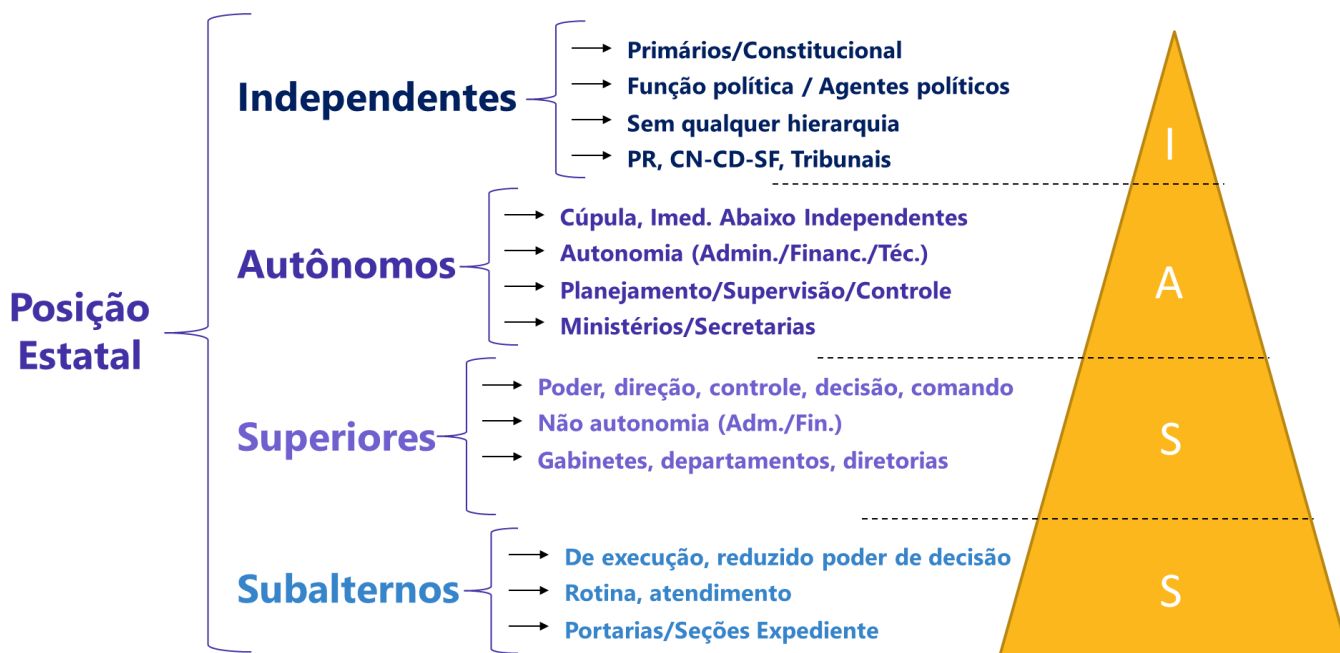 Posição
Estatal
Independentes
Primários/Constitucional
Função política / Agentes políticos
Sem qualquer hierarquia
PR, CN-CD-SF, Tribunais
Autônomos
Cúpula, Imed. Abaixo Independentes
Autonomia (Admin./Financ./Téc.)
Planejamento/Supervisão/Controle
Ministérios/Secretarias
Superiores
Poder, direção, controle, decisão, comando
Não autonomia (Adm./Fin.)
Gabinetes, departamentos, diretorias
Subalternos
De execução, reduzido poder de decisão
Rotina, atendimento
Portarias/Seções Expediente
I
A
S
S